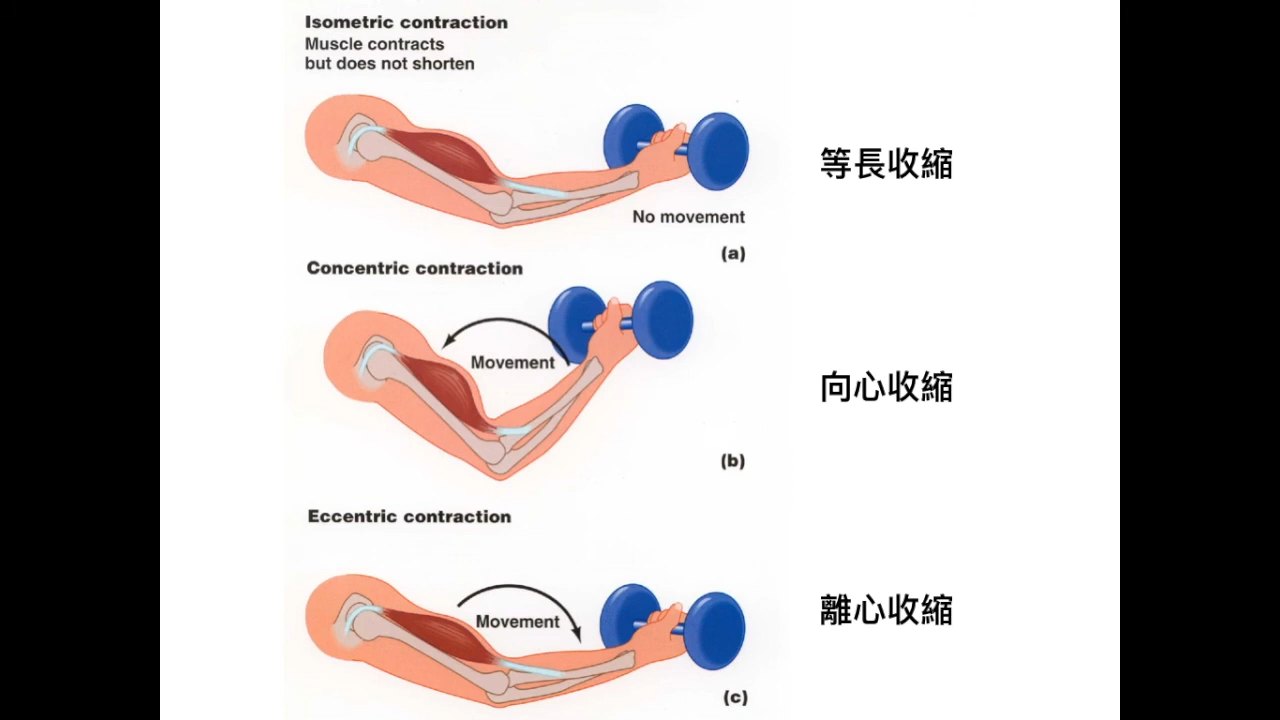 Isometric contraction
Muscle contracts
but does not shorten
等長收縮
No movement
(a)
Concentric contraction
Movement
向心收縮
(b)
Eccentric contraction
Movement
離心收縮
(c)